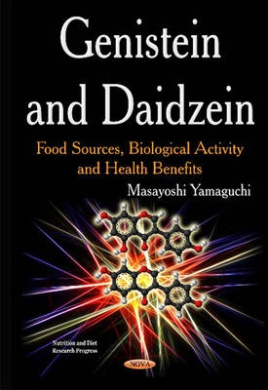 Genistein
and Daidzein
Food Sources, Biological Activity
and Health Benefits
Masayoshi Yamaguchi
Nutrition and Diet
Research Progress
NOVA